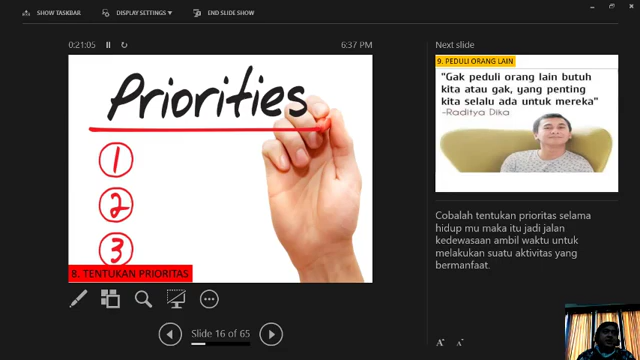 SHOW TASKBAR
DISPLAY SETTINGS
END SLIDE SHOW
0:21:05
6:37 PM
Priorities
1
2
3
8. TENTUKAN PRIORITAS
Slide 16 of 65
Next slide
9. PEDULI ORANG LAIN
"Gak peduli orang lain butuh
kita atau gak, yang penting
kita selalu ada untuk mereka"
-Raditya Dika
Cobalah tentukan prioritas selama
hidup mu maka itu jadi jalan
kedewasaan ambil waktu untuk
melakukan suatu aktivitas yang
bermanfaat.
A A